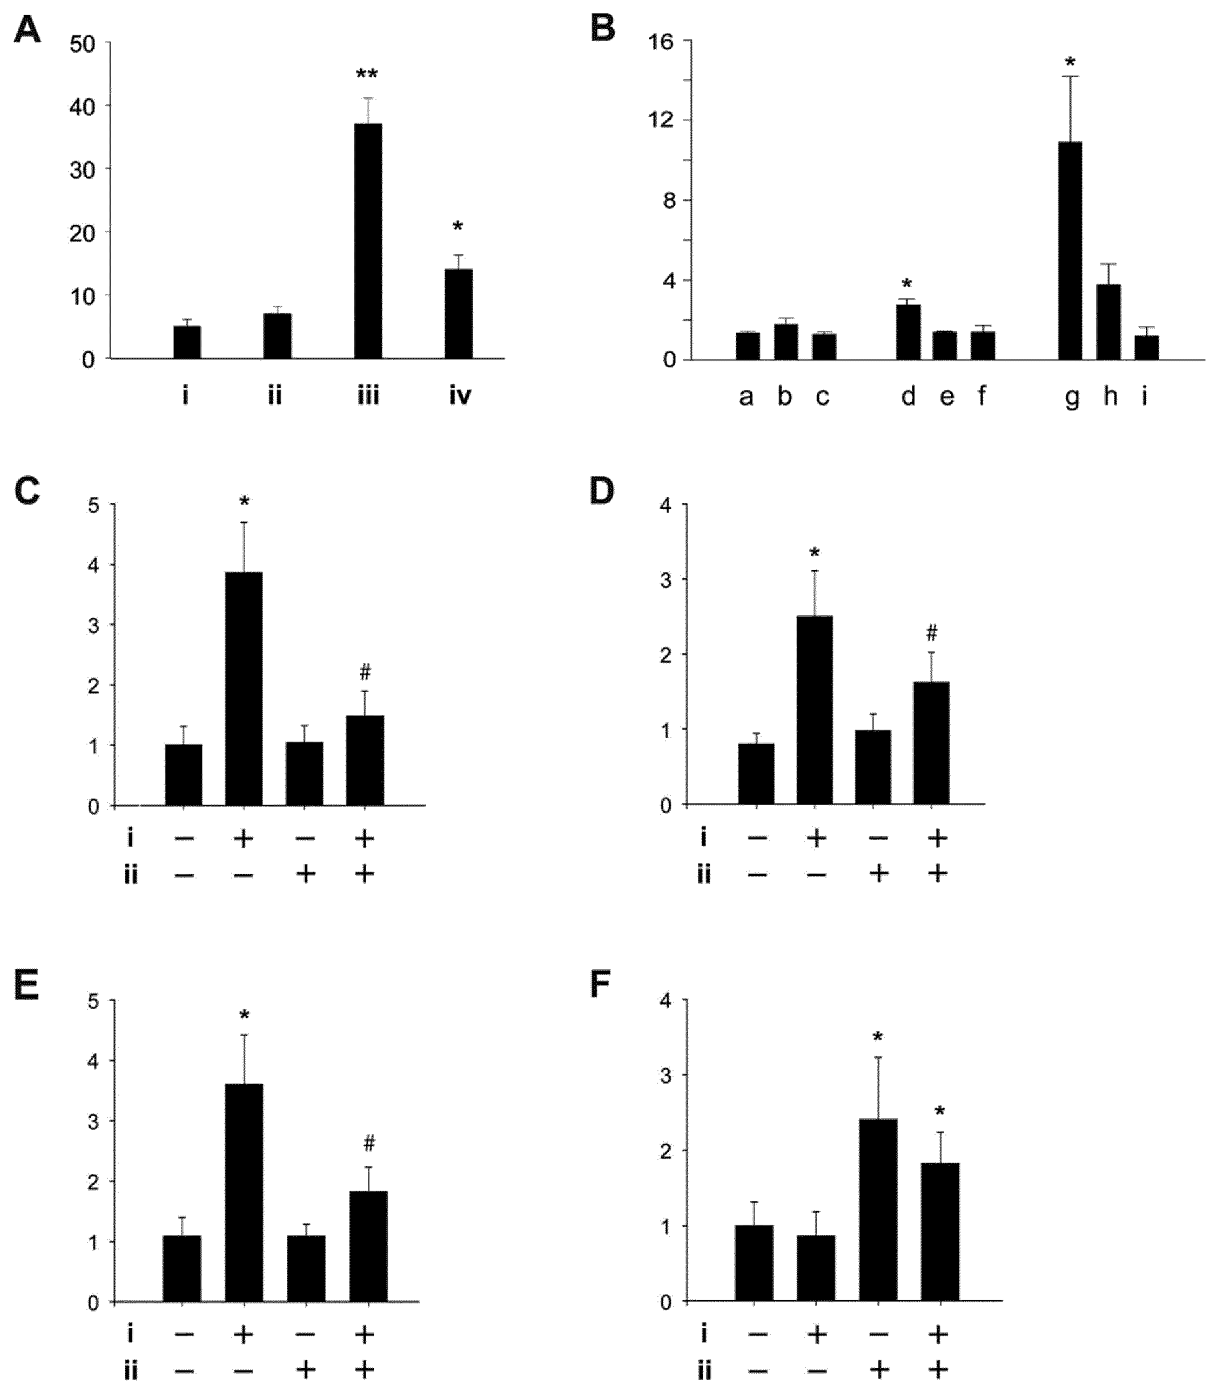 A
50
40
30
20
10
0
**
*
i ii iii iv
B
16
12
8
4
0
*
*
a b c d e f g h i
C
5
4
3
2
1
0
*
#
i − + − +
ii − − + +
D
4
3
2
1
0
*
#
i − + − +
ii − − + +
E
5
4
3
2
1
0
*
#
i − + − +
ii − − + +
F
4
3
2
1
0
*
*
i − + − +
ii − − + +